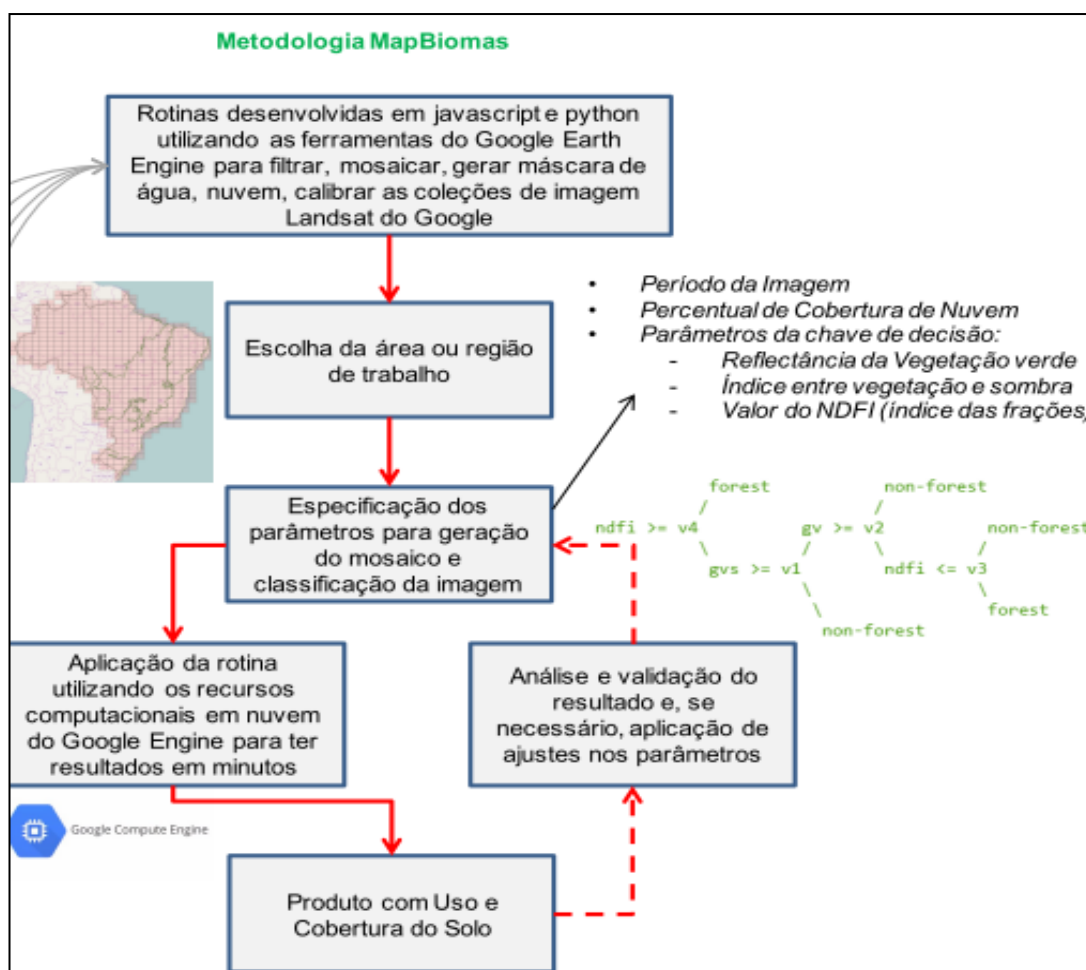 Metodologia MapBiomas
Rotinas desenvolvidas em javascript e python
utilizando as ferramentas do Google Earth
Engine para filtrar, mosaicar, gerar máscara de
água, nuvem, calibrar as coleções de imagem
Landsat do Google
Escolha da área ou região
de trabalho
• Período da Imagem
• Percentual de Cobertura de Nuvem
• Parâmetros da chave de decisão:
- Reflectância da Vegetação verde
- Índice entre vegetação e sombra
- Valor do NDFI (índice das frações)
Especificação dos
parâmetros para geração
do mosaico e
classificação da imagem
forest non-forest
/ /
ndfi >= v4 gv >= v2 non-forest
\ / \ /
gvs >= v1 ndfi <= v3
\ \
\ forest
non-forest
Aplicação da rotina
utilizando os recursos
computacionais em nuvem
do Google Engine para ter
resultados em minutos
Análise e validação do
resultado e, se
necessário, aplicação de
ajustes nos parâmetros
Google Compute Engine
Produto com Uso e
Cobertura do Solo